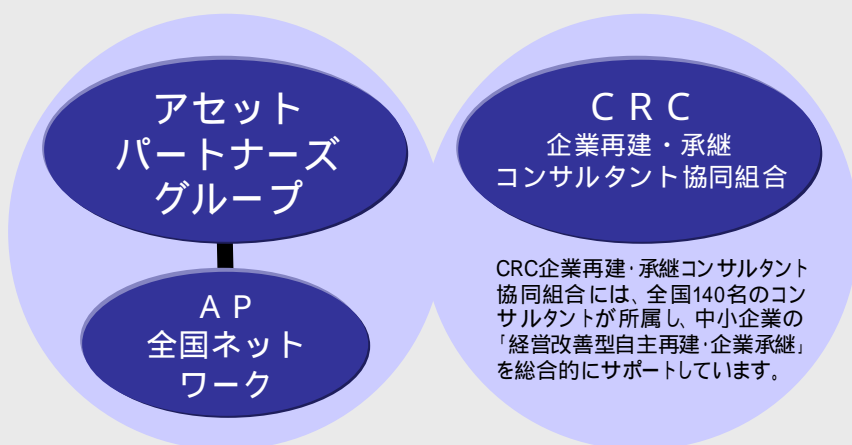 アセット
パートナーズ
グループ
ＡＰ
全国ネット
ワーク
ＣＲＣ
企業再建・承継
コンサルタント協同組合
CRC企業再建・承継コンサルタント
協同組合には、全国140名のコン
サルタントが所属し、中小企業の
「経営改善型自主再建・企業承継」
を総合的にサポートしています。